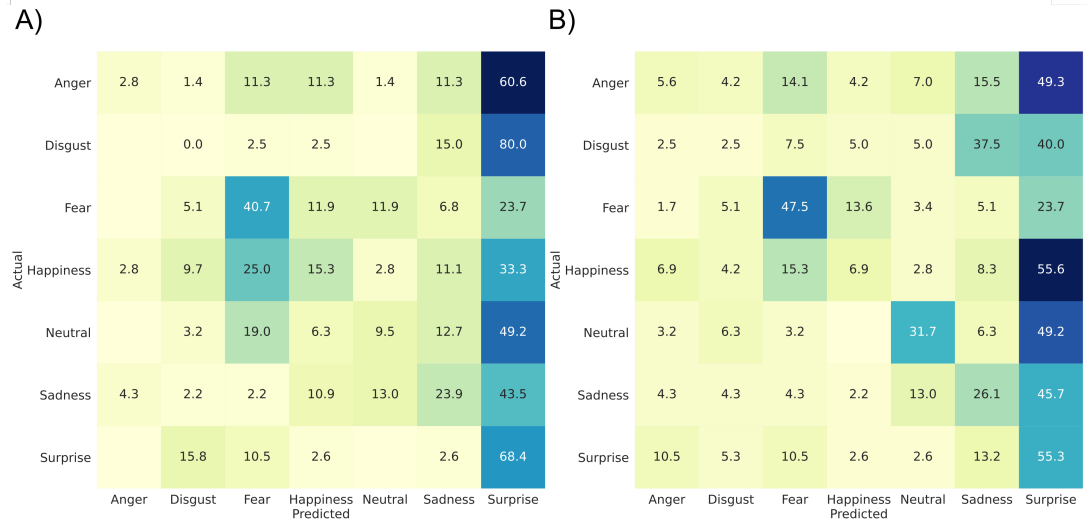 A)
Anger 2.8 1.4 11.3 11.3 1.4 11.3 60.6
Disgust 0.0 2.5 2.5 15.0 80.0
Fear 5.1 40.7 11.9 11.9 6.8 23.7
Happiness 2.8 9.7 25.0 15.3 2.8 11.1 33.3
Neutral 3.2 19.0 6.3 9.5 12.7 49.2
Sadness 4.3 2.2 2.2 10.9 13.0 23.9 43.5
Surprise 15.8 10.5 2.6 2.6 68.4
Actual
Anger Disgust Fear Happiness Neutral Sadness Surprise
Predicted
B)
Anger 5.6 4.2 14.1 4.2 7.0 15.5 49.3
Disgust 2.5 2.5 7.5 5.0 5.0 37.5 40.0
Fear 1.7 5.1 47.5 13.6 3.4 5.1 23.7
Happiness 6.9 4.2 15.3 6.9 2.8 8.3 55.6
Neutral 3.2 6.3 3.2 31.7 6.3 49.2
Sadness 4.3 4.3 4.3 2.2 13.0 26.1 45.7
Surprise 10.5 5.3 10.5 2.6 2.6 13.2 55.3
Actual
Anger Disgust Fear Happiness Neutral Sadness Surprise
Predicted